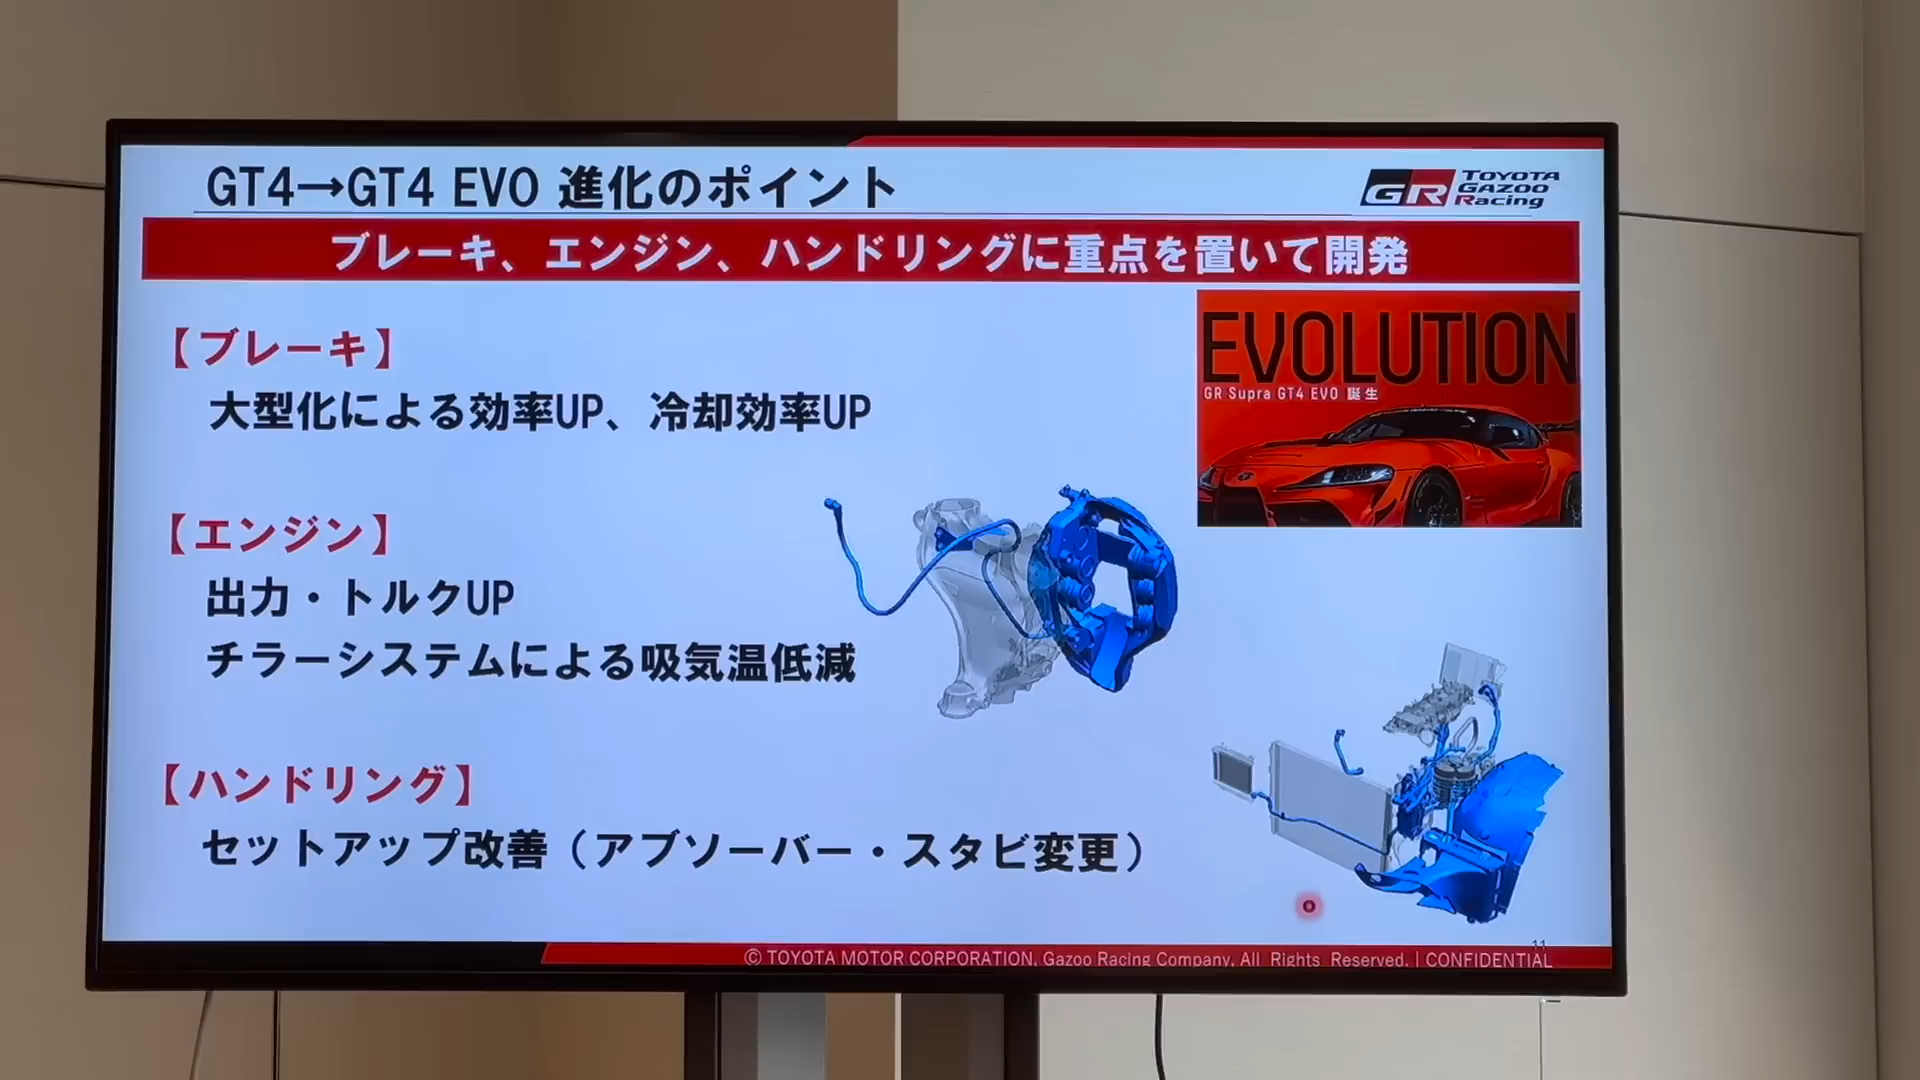 GT4→GT4 EVO 進化のポイント
GR TOYOTA GAZOO Racing
ブレーキ、エンジン、ハンドリングに重点を置いて開発
【ブレーキ】
大型化による効率UP、冷却効率UP
EVOLUTION
GR Supra GT4 EVO 誕生
【エンジン】
出力・トルクUP
チラーシステムによる吸気温低減
【ハンドリング】
セットアップ改善（アブソーバー・スタビ変更）
11
© TOYOTA MOTOR CORPORATION, Gazoo Racing Company, All Rights Reserved. | CONFIDENTIAL